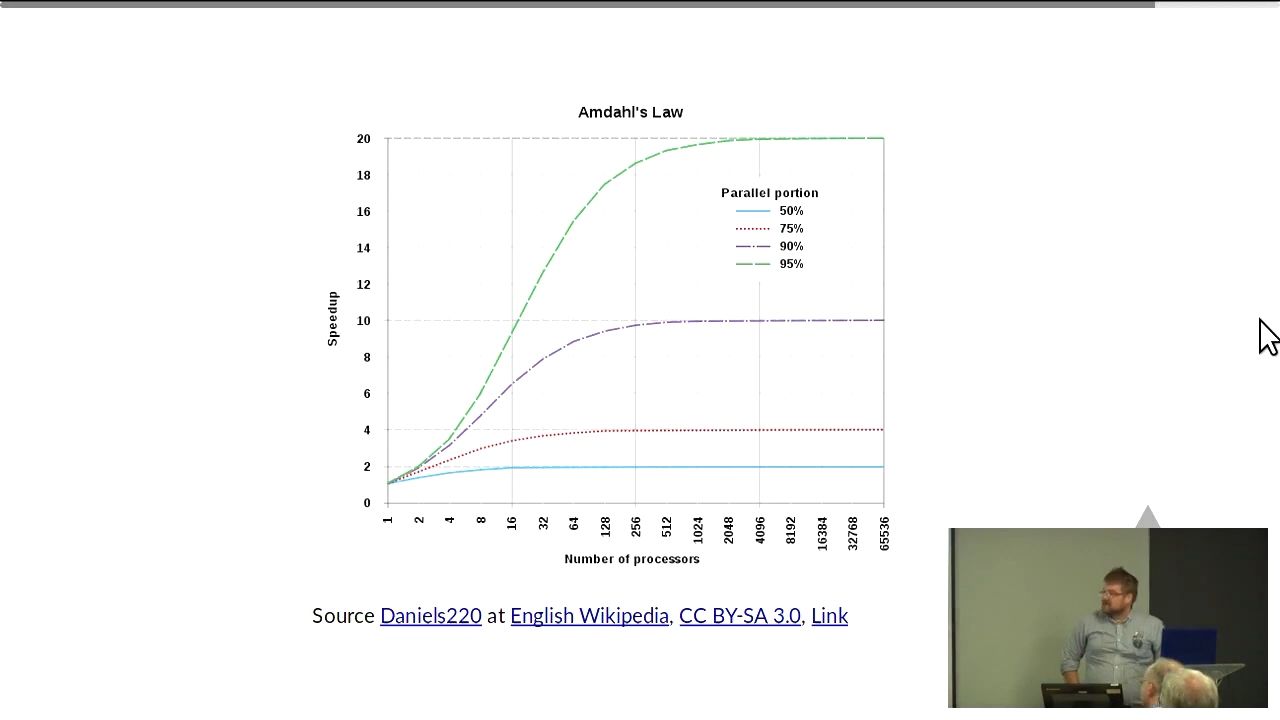 Amdahl's Law
20
18
16
14
12
10
8
6
4
2
0
Speedup
Parallel portion
50%
75%
90%
95%
1 2 4 8 16 32 64 128 256 512 1024 2048 4096 8192 16384 32768 65536
Number of processors
Source Daniels220 at English Wikipedia, CC BY-SA 3.0, Link